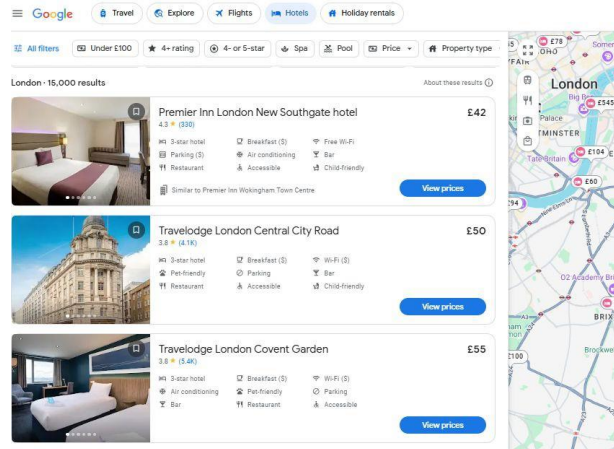 Google
Travel
Explore
Flights
Hotels
Holiday rentals
All filters
Under £100
4+ rating
4- or 5-star
Spa
Pool
Price
Property type
London · 15,000 results
About these results
Premier Inn London New Southgate hotel
£42
4.3 (330)
3-star hotel
Breakfast ($)
Free Wi-Fi
Parking ($)
Air conditioning
Bar
Restaurant
Accessible
Child-friendly
Similar to Premier Inn Wokingham Town Centre
View prices
Travelodge London Central City Road
£50
3.8 (4.1K)
3-star hotel
Breakfast ($)
Wi-Fi ($)
Pet-friendly
Parking
Bar
Restaurant
Accessible
Child-friendly
View prices
Travelodge London Covent Garden
£55
3.8 (5.4K)
3-star hotel
Breakfast ($)
Wi-Fi ($)
Air conditioning
Pet-friendly
Parking
Bar
Restaurant
Accessible
View prices
£78
Somer
OHO
London
Big B
£545
Palace
TMINSTER
£104
Tate Britain
£60
£94
O2 Academy Bri
BRIX
£100
Brockwe